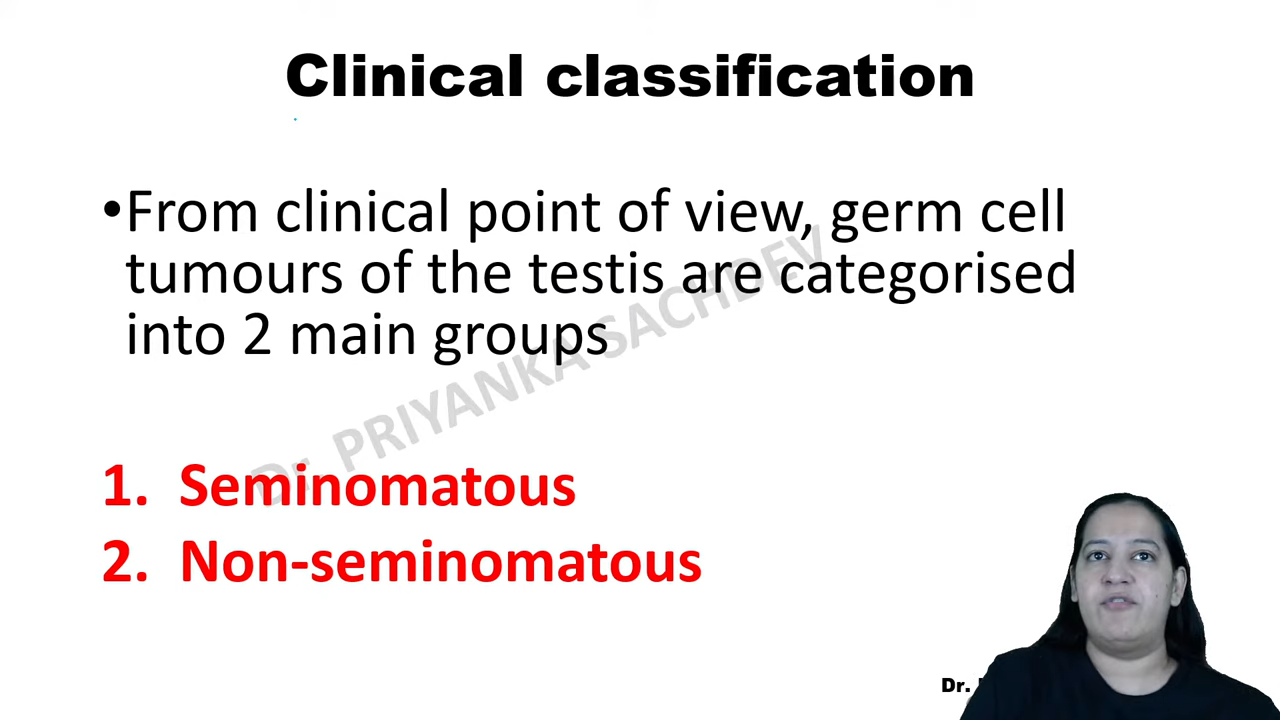 Clinical classification
•From clinical point of view, germ cell
tumours of the testis are categorised
into 2 main groups
Dr. PRIYANKA SACHDEV
1. Seminomatous
2. Non-seminomatous
Dr.